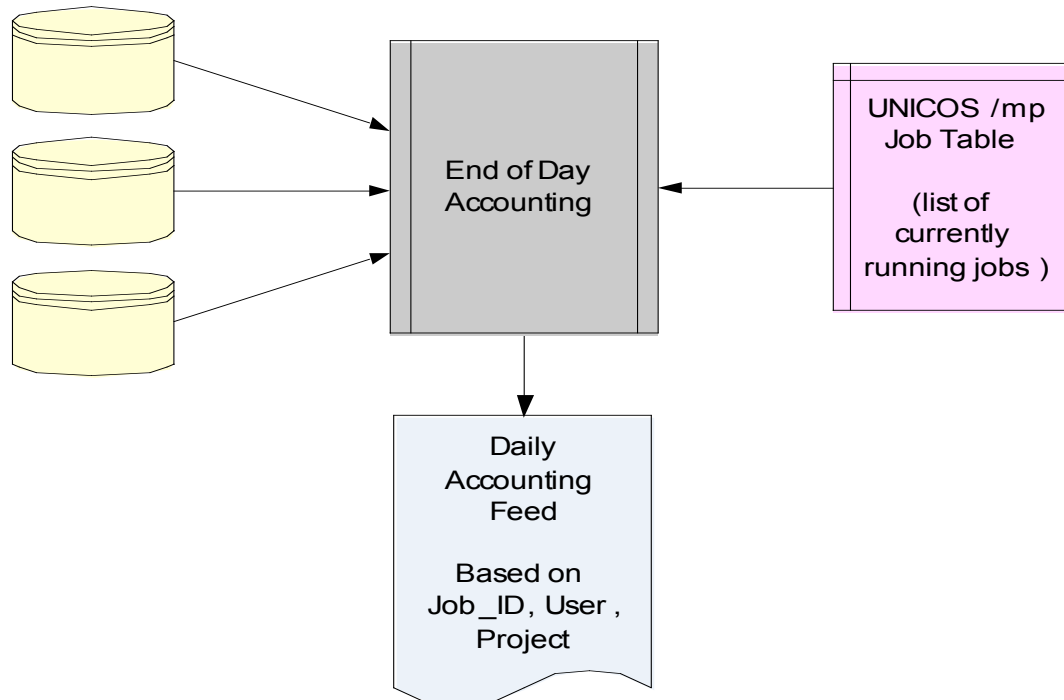 End of Day
Accounting
UNICOS /mp
Job Table
(list of
currently
running jobs )
Daily
Accounting
Feed
Based on
Job_ID, User ,
Project